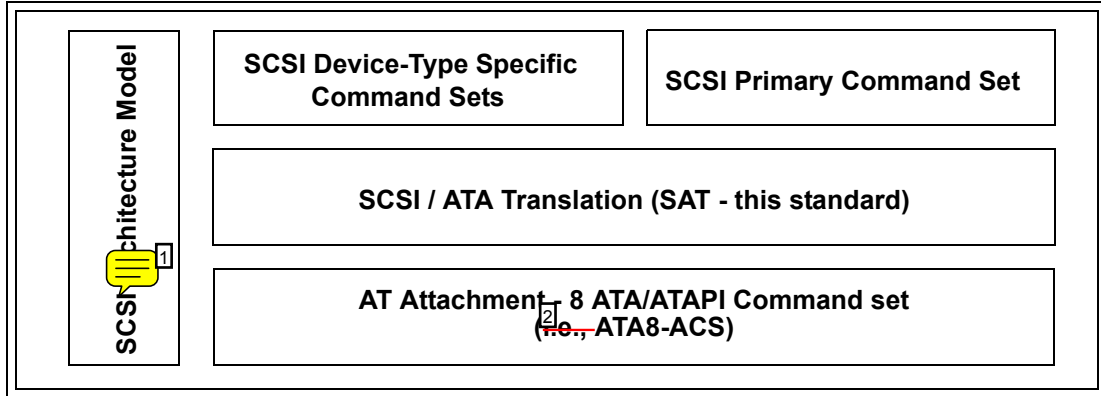 SCSI chitecture Model
SCSI Device-Type Specific
Command Sets
SCSI Primary Command Set
SCSI / ATA Translation (SAT - this standard)
1
AT Attachment - 8 ATA/ATAPI Command set
2
(i.e., ATA8-ACS)